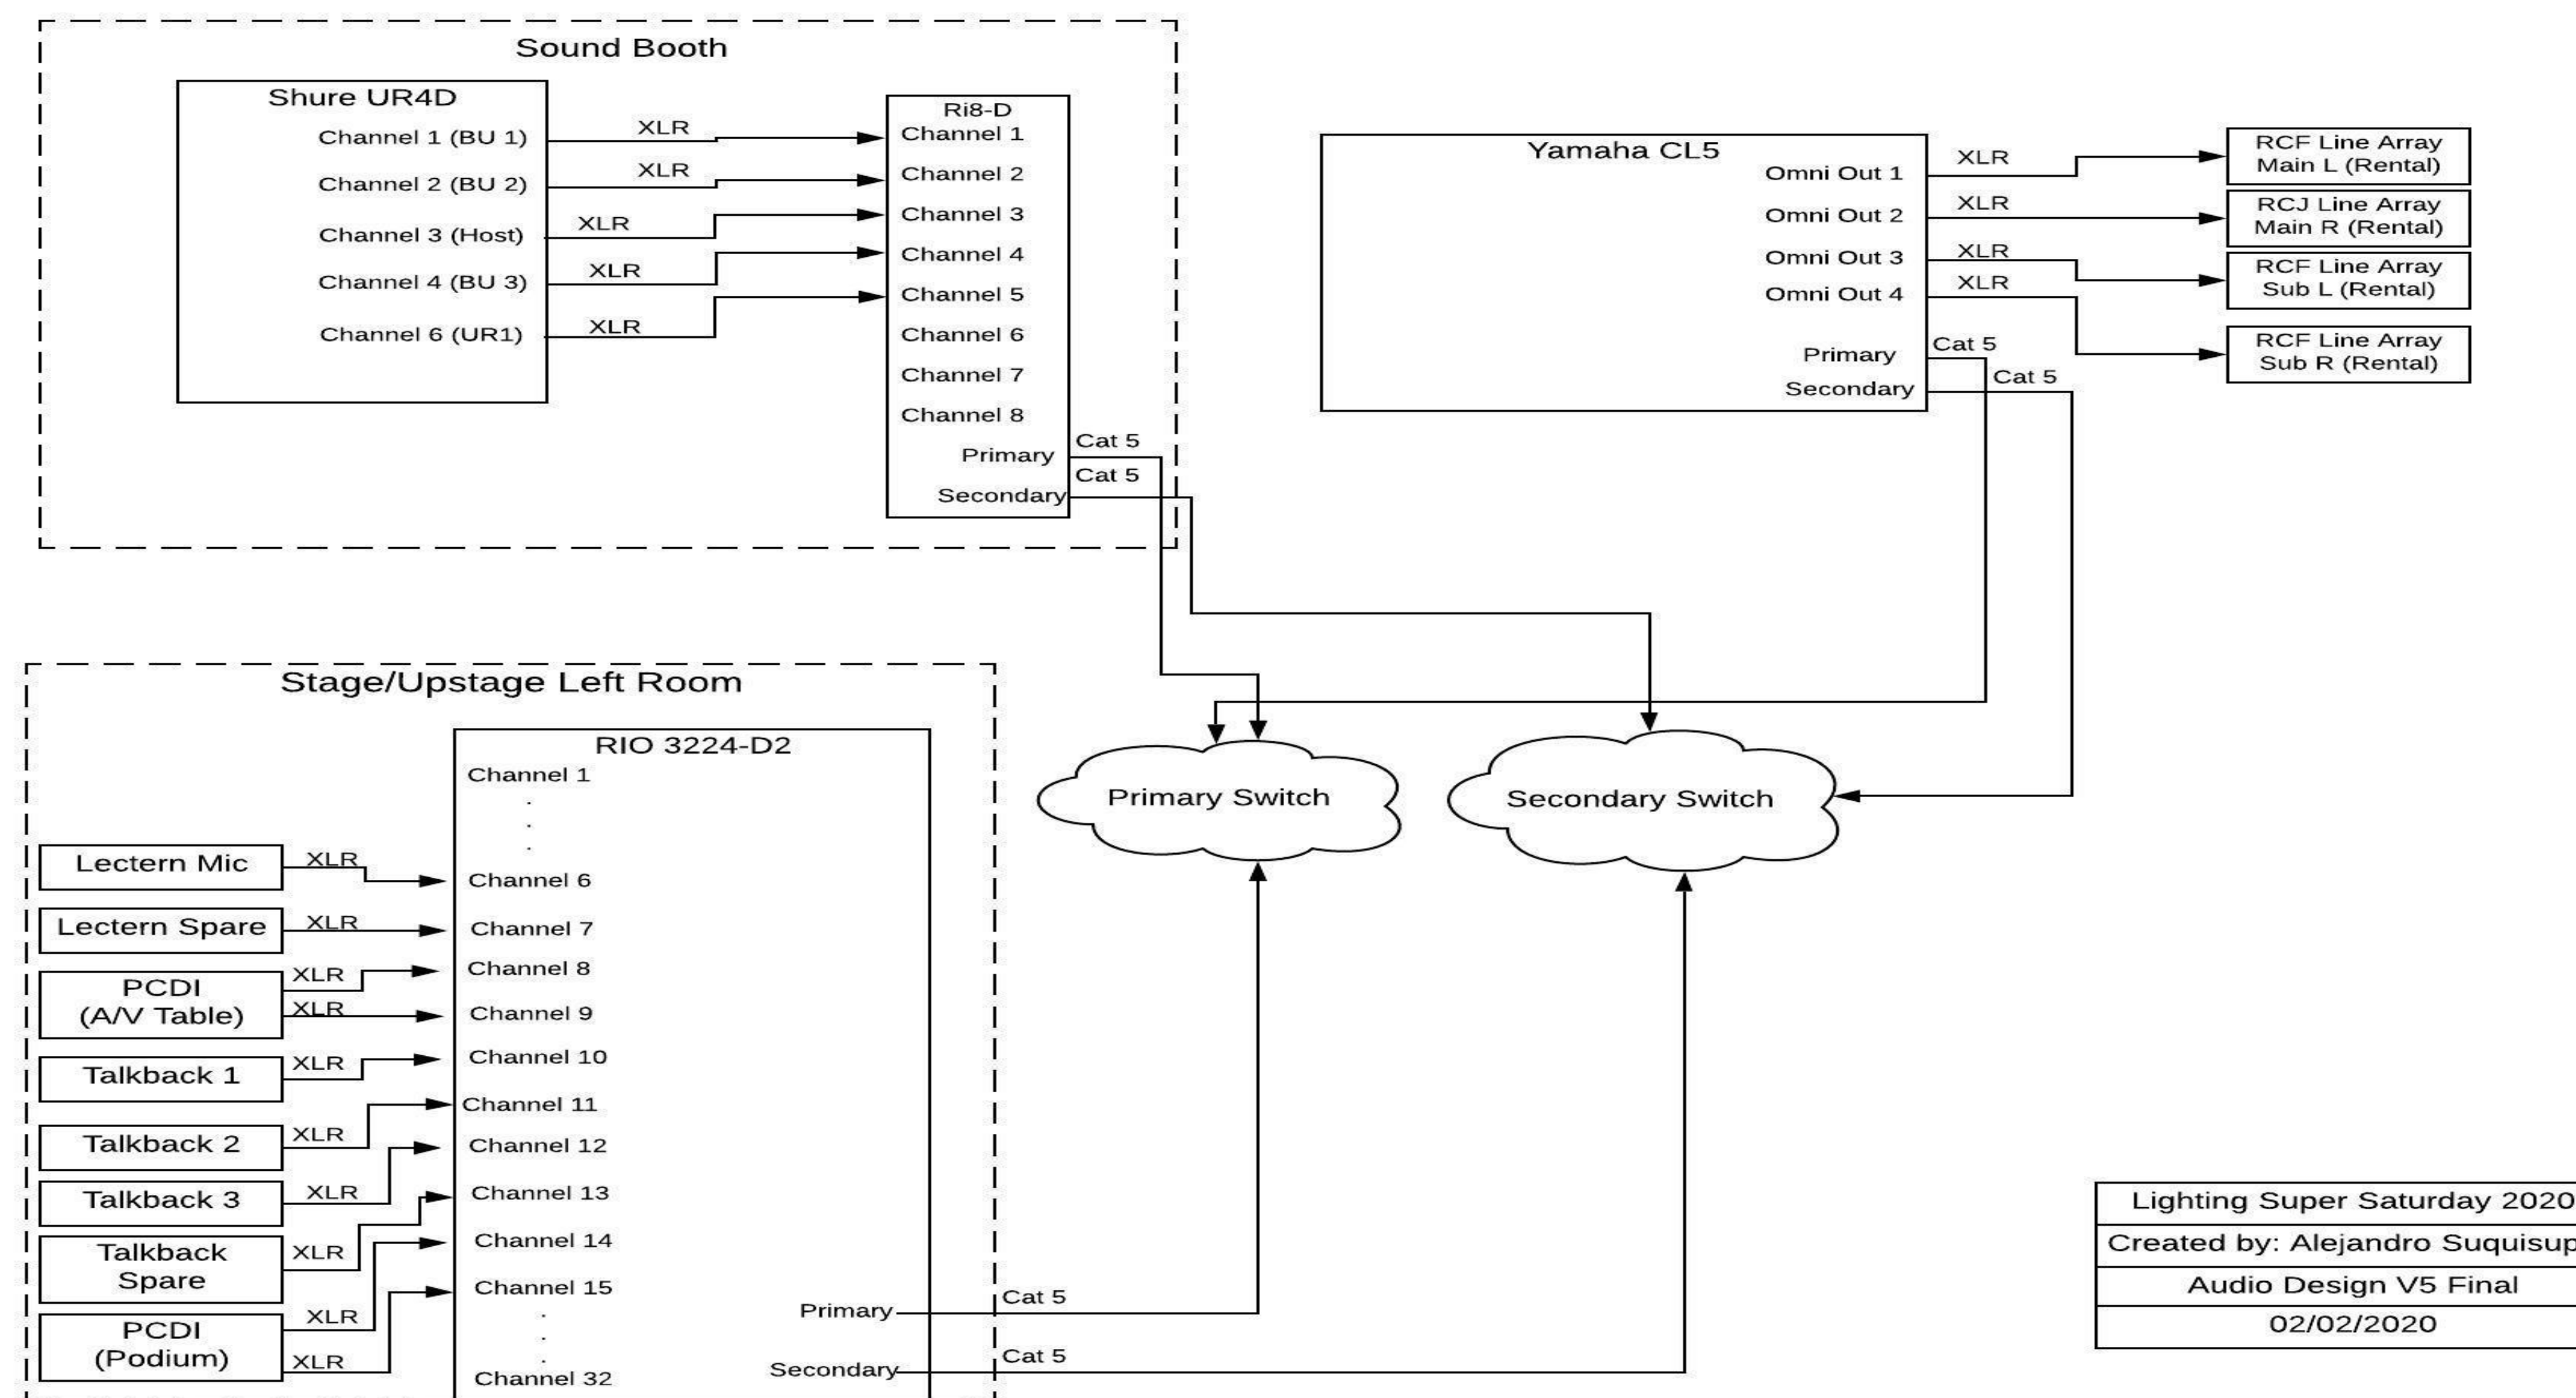 Sound Booth
Shure UR4D
Channel 1 (BU 1)
Channel 2 (BU 2)
Channel 3 (Host)
Channel 4 (BU 3)
Channel 6 (UR1)
XLR
XLR
XLR
XLR
XLR
Ri8-D
Channel 1
Channel 2
Channel 3
Channel 4
Channel 5
Channel 6
Channel 7
Channel 8
Primary
Secondary
Cat 5
Cat 5
Yamaha CL5
Omni Out 1
Omni Out 2
Omni Out 3
Omni Out 4
Primary
Secondary
XLR
XLR
XLR
XLR
Cat 5
Cat 5
RCF Line Array
Main L (Rental)
RCJ Line Array
Main R (Rental)
RCF Line Array
Sub L (Rental)
RCF Line Array
Sub R (Rental)
Stage/Upstage Left Room
Lectern Mic
Lectern Spare
PCDI
(A/V Table)
Talkback 1
Talkback 2
Talkback 3
Talkback
Spare
PCDI
(Podium)
XLR
XLR
XLR
XLR
XLR
XLR
XLR
XLR
XLR
XLR
RIO 3224-D2
Channel 1
.
.
.
Channel 6
Channel 7
Channel 8
Channel 9
Channel 10
Channel 11
Channel 12
Channel 13
Channel 14
Channel 15
.
.
.
Channel 32
Primary
Secondary
Cat 5
Cat 5
Primary Switch
Secondary Switch
Lighting Super Saturday 2020
Created by: Alejandro
Audio Design V5 Final
02/02/2020